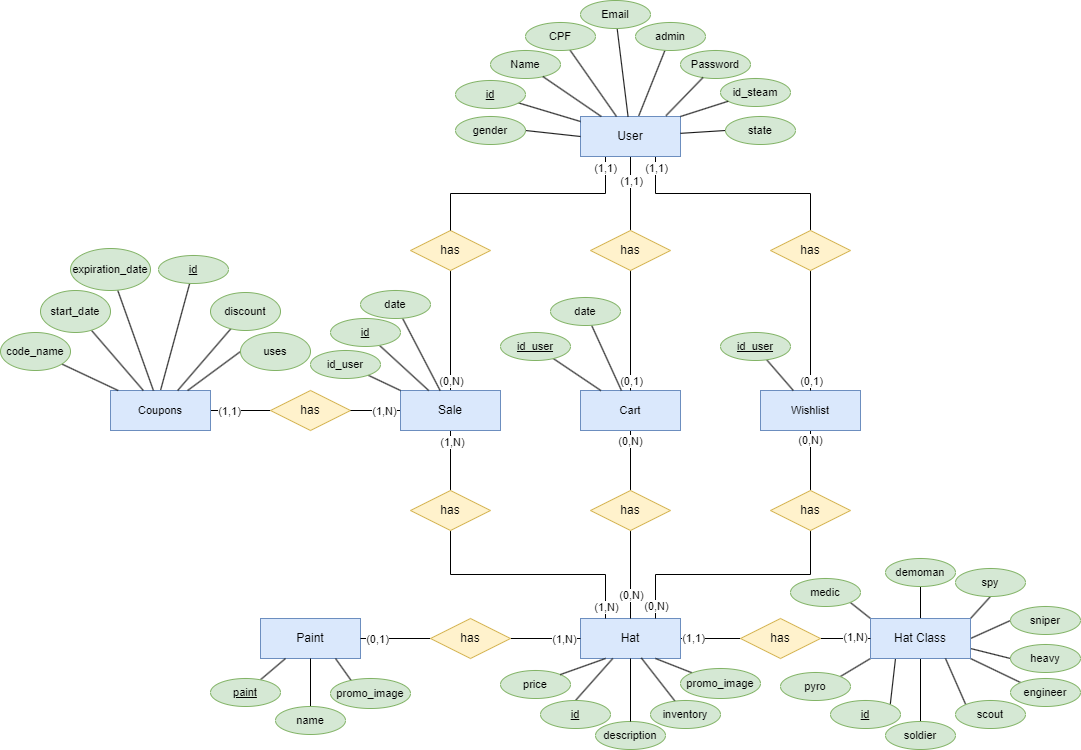 Email
CPF
admin
Name
Password
id
id_steam
gender
User
state
(1,1)
(1,1)
(1,1)
has
has
has
expiration_date
id
start_date
discount
code_name
uses
date
id
id_user
date
id_user
id_user
(0,N)
(0,1)
(0,1)
Coupons
(1,1)
has
(1,N)
Sale
Cart
Wishlist
(1,N)
(0,N)
(0,N)
has
has
has
demoman
medic
spy
(1,N)
(0,N)
(0,N)
sniper
Paint
(0,1)
has
(1,N)
Hat
(1,1)
has
(1,N)
Hat Class
heavy
paint
name
promo_image
price
id
description
inventory
promo_image
pyro
id
soldier
scout
engineer